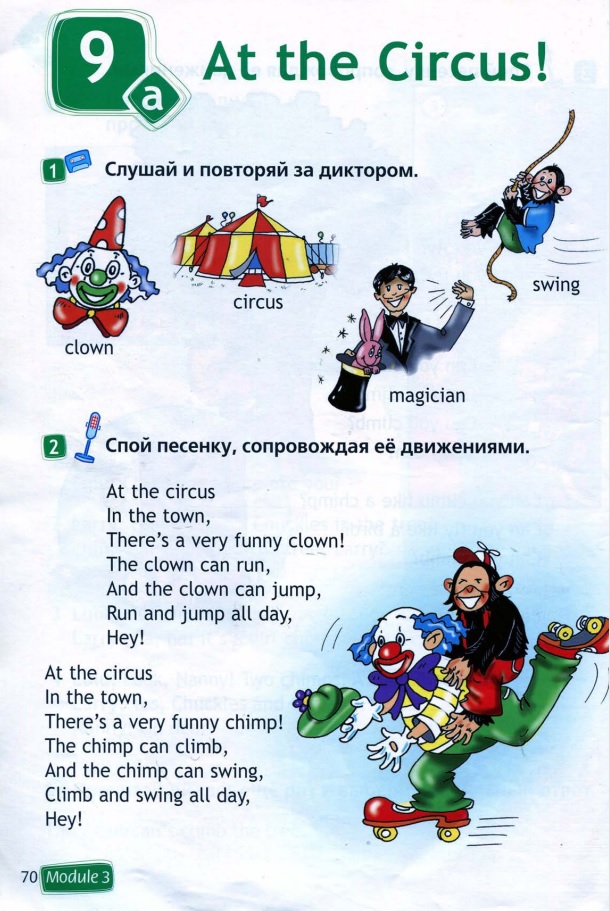 9
a
At the Circus!
1
Слушай и повторяй за диктором.
clown
circus
magician
swing
2
Спой песенку, сопровождая её движениями.
At the circus
In the town,
There's a very funny clown!
The clown can run,
And the clown can jump,
Run and jump all day,
Hey!
At the circus
In the town,
There's a very funny chimp!
The chimp can climb,
And the chimp can swing,
Climb and swing all day,
Hey!
70 Module 3